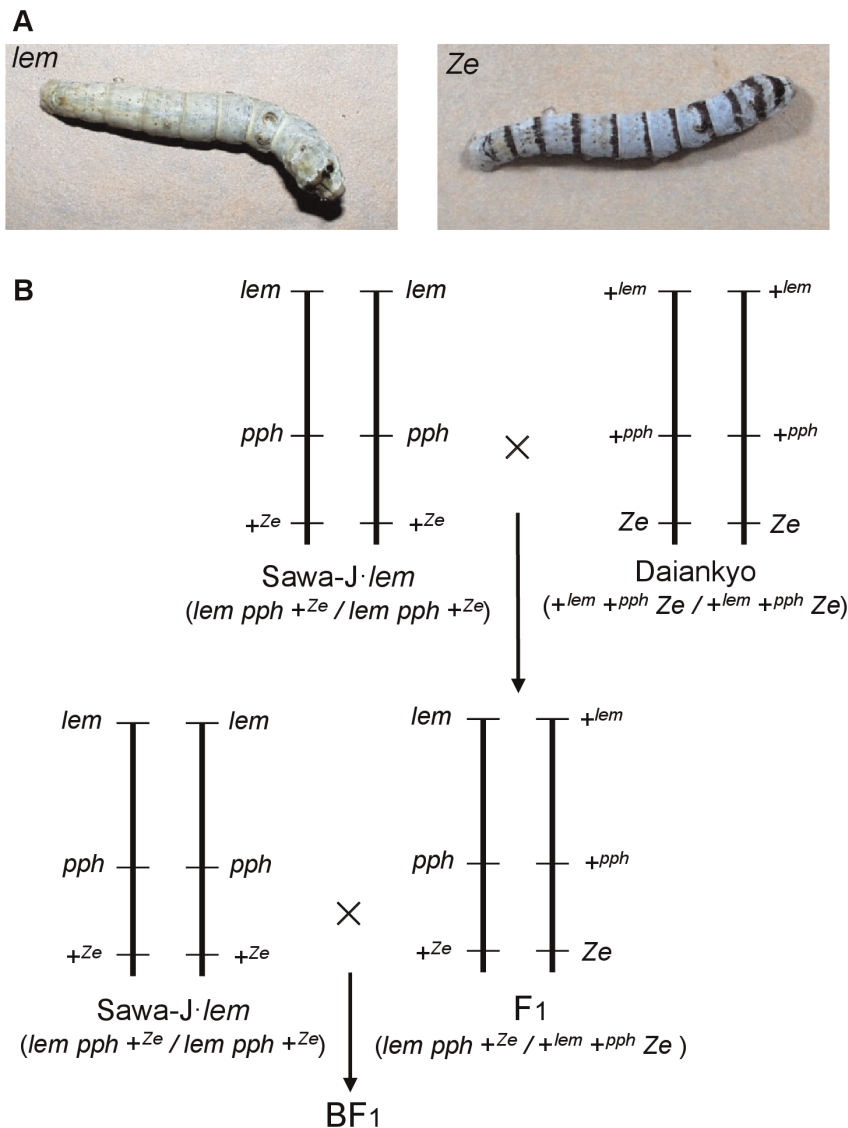 A
lem
Ze
B
lem lem +lem +lem
pph pph +pph +pph
+Ze +Ze Ze Ze
Sawa-J·lem Daiankyo
(lem pph +Ze / lem pph +Ze) (+lem +pph Ze / +lem +pph Ze)
×
lem lem lem +lem
pph pph pph +pph
+Ze +Ze +Ze Ze
×
Sawa-J·lem F1
(lem pph +Ze / lem pph +Ze) (lem pph +Ze / +lem +pph Ze )
BF1